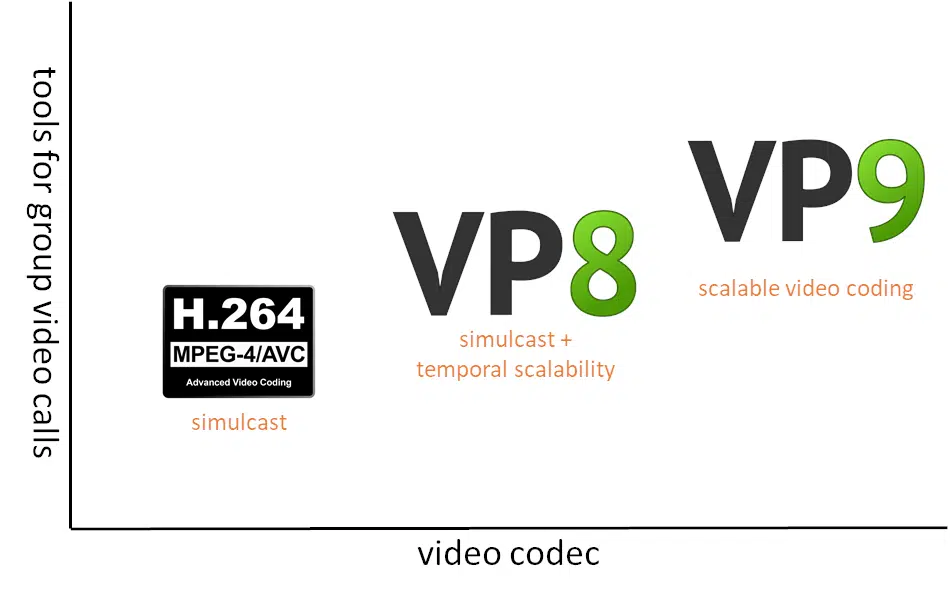 tools for group video calls
VP9
scalable video coding
VP8
simulcast +
temporal scalability
H.264
MPEG-4/AVC
Advanced Video Coding
simulcast
video codec